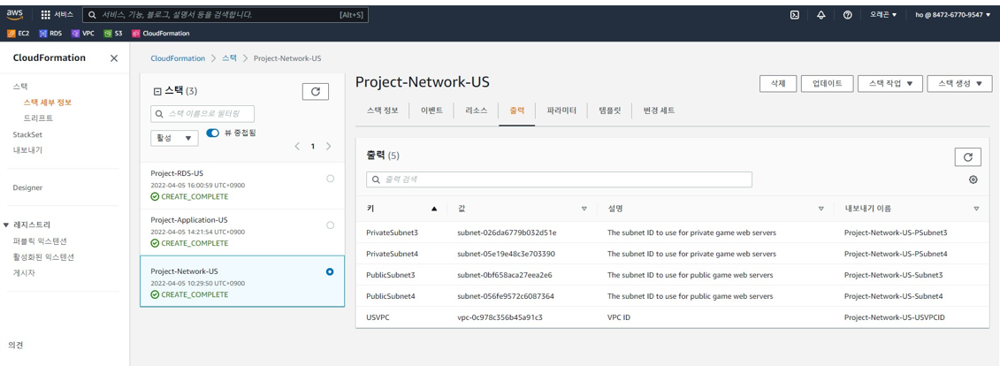 aws
서비스
서비스, 기능, 블로그, 설명서 등을 검색합니다.
[Alt+S]
오레곤
ho @ 8472-6770-9547
EC2
RDS
VPC
S3
CloudFormation
CloudFormation
스택
스택 세부 정보
드리프트
StackSet
내보내기
Designer
레지스트리
퍼블릭 익스텐션
활성화된 익스텐션
게시자
의견
CloudFormation > 스택 > Project-Network-US
스택 (3)
스택 이름으로 필터링
활성
뷰 중첩됨
1
Project-RDS-US
2022-04-05 16:00:59 UTC+0900
CREATE_COMPLETE
Project-Application-US
2022-04-05 14:21:54 UTC+0900
CREATE_COMPLETE
Project-Network-US
2022-04-05 10:29:50 UTC+0900
CREATE_COMPLETE
Project-Network-US
삭제
업데이트
스택 작업
스택 생성
스택 정보
이벤트
리소스
출력
파라미터
템플릿
변경 세트
출력 (5)
출력 검색
키 값 설명 내보내기 이름
PrivateSubnet3 subnet-026da6779b032d51e The subnet ID to use for private game web servers Project-Network-US-PSubnet3
PrivateSubnet4 subnet-05e19e48c3e703390 The subnet ID to use for private game web servers Project-Network-US-PSubnet4
PublicSubnet3 subnet-0bf658aca27eea2e6 The subnet ID to use for public game web servers Project-Network-US-Subnet3
PublicSubnet4 subnet-056fe9572c6087364 The subnet ID to use for public game web servers Project-Network-US-Subnet4
USVPC vpc-0c978c356b45a91c3 VPC ID Project-Network-US-USVPCID